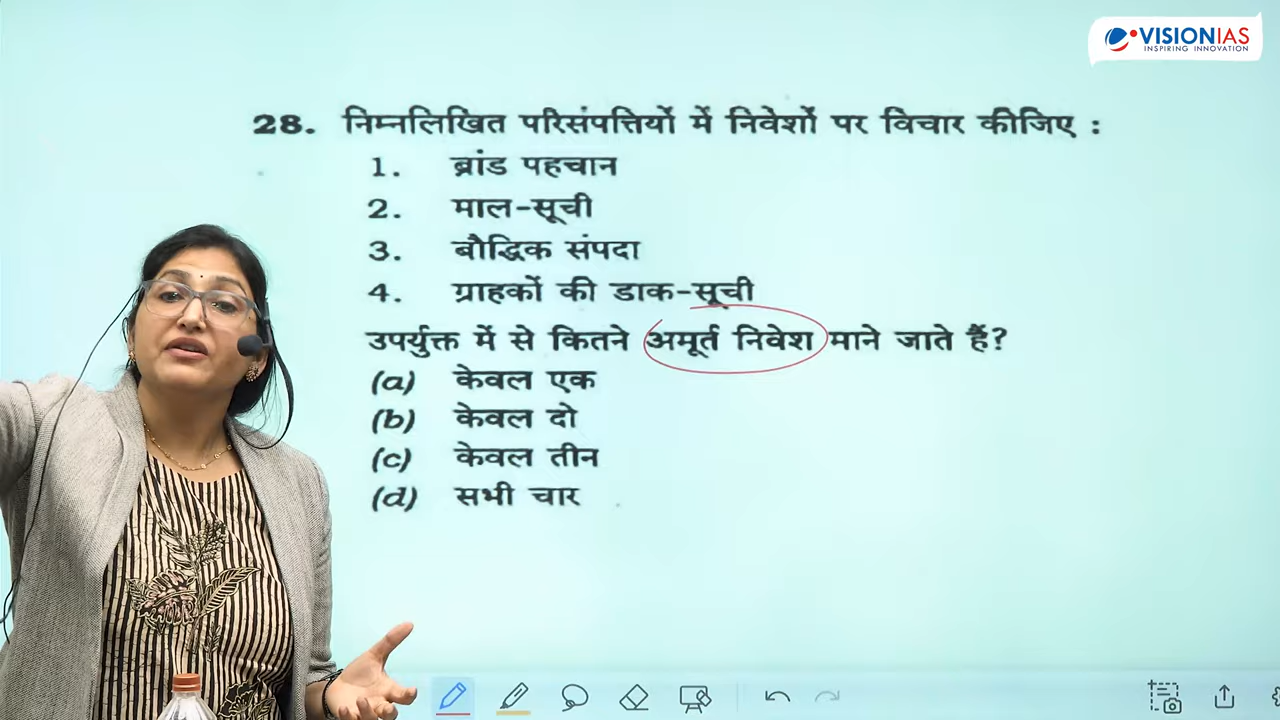 VISIONIAS
INSPIRING INNOVATION
28. निम्नलिखित परिसंपत्तियों में निवेशों पर विचार कीजिए :
1. ब्रांड पहचान
2. माल-सूची
3. बौद्धिक संपदा
4. ग्राहकों की डाक-सूची
उपर्युक्त में से कितने अमूर्त निवेश माने जाते हैं?
(a) केवल एक
(b) केवल दो
(c) केवल तीन
(d) सभी चार